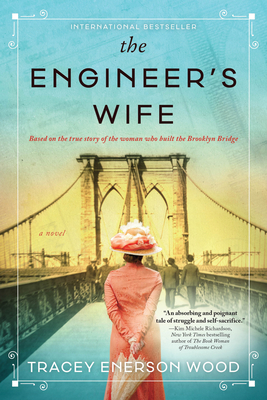 INTERNATIONAL BESTSELLER
the
ENGINEER'S
WIFE
Based on the true story of the woman who built the Brooklyn Bridge
a novel
"An absorbing and poignant
tale of struggle and self-sacrifice."
—Kim Michele Richardson,
New York Times bestselling
author of The Book Woman
of Troublesome Creek
TRACEY ENERSON WOOD